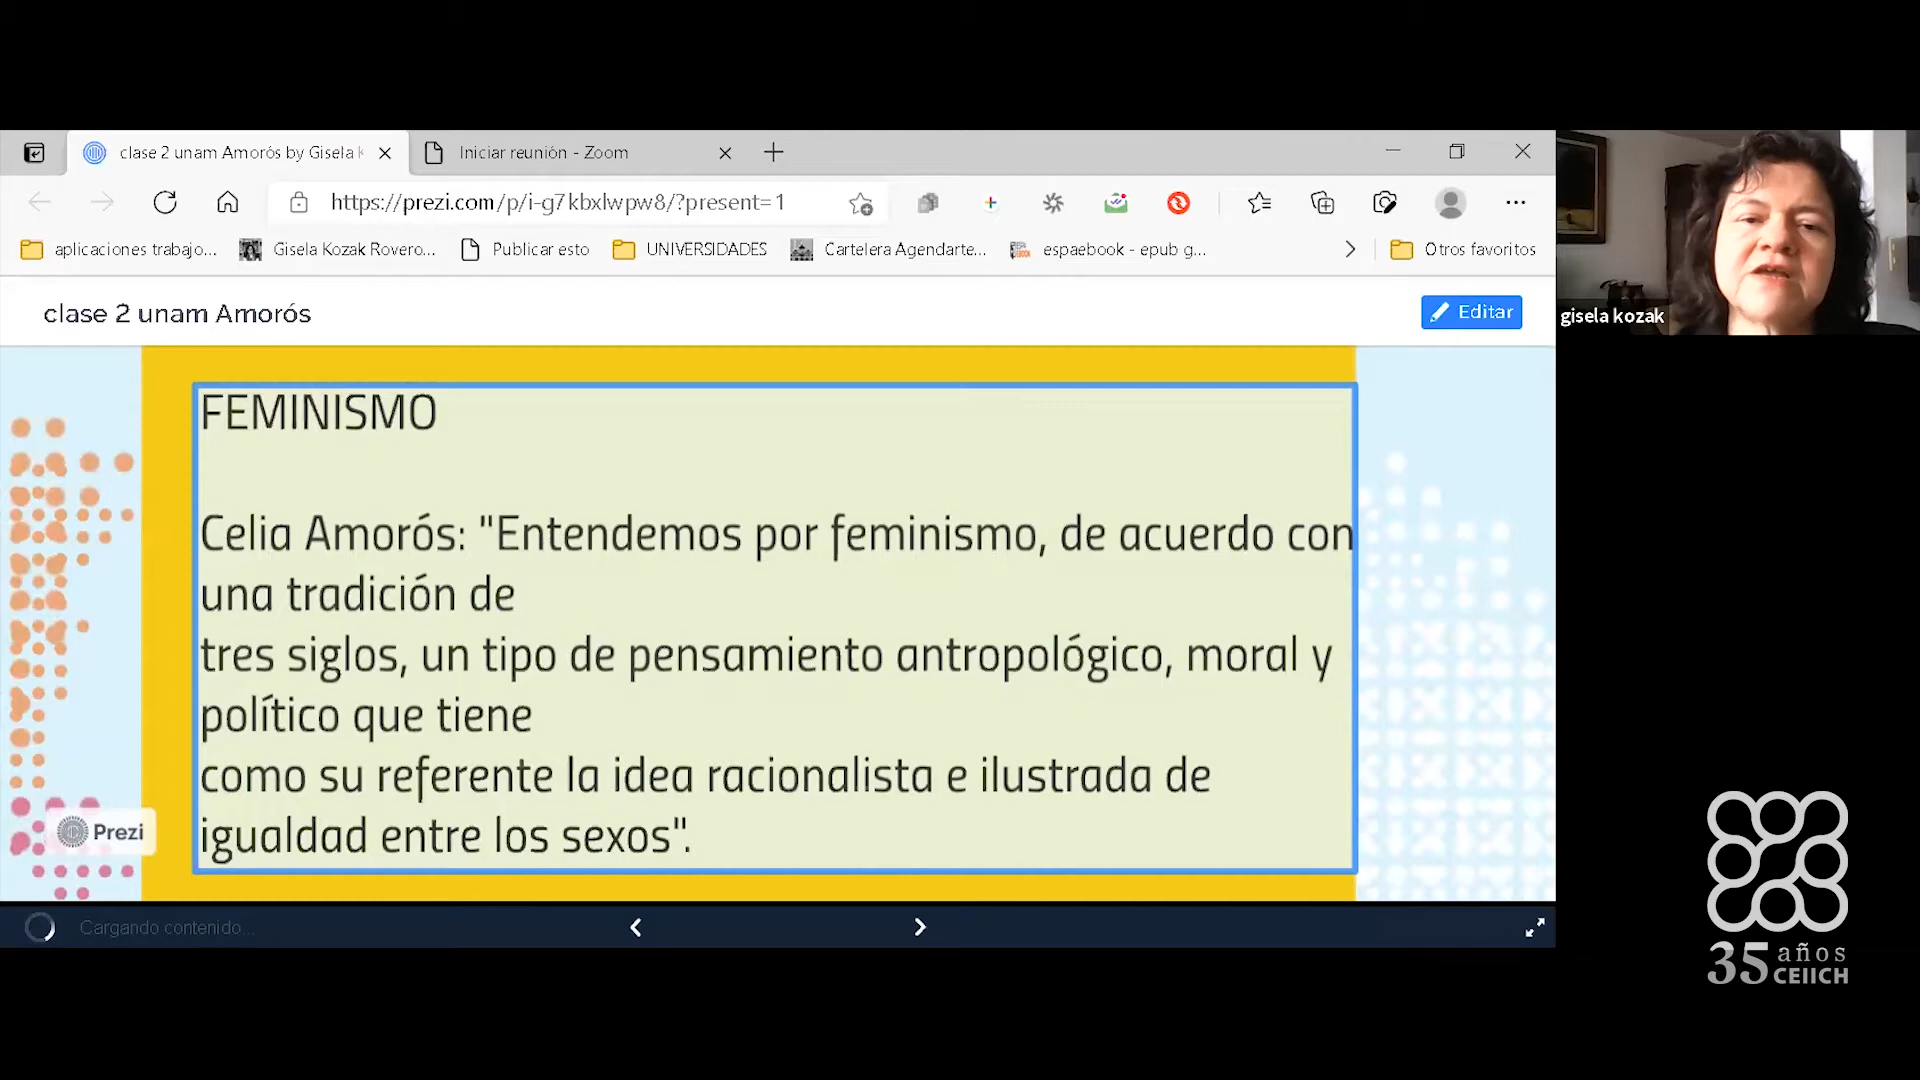 clase 2 unam Amorós by Gisela k
Iniciar reunión - Zoom
https://prezi.com/p/i-g7kbxlwpw8/?present=1
aplicaciones trabajo...
Gisela Kozak Rovero...
Publicar esto
UNIVERSIDADES
Cartelera Agendarte...
espaebook - epub g...
Otros favoritos
clase 2 unam Amorós
Editar
gisela kozak
FEMINISMO
Celia Amorós: "Entendemos por feminismo, de acuerdo con
una tradición de
tres siglos, un tipo de pensamiento antropológico, moral y
político que tiene
como su referente la idea racionalista e ilustrada de
igualdad entre los sexos".
Prezi
Cargando contenido...
35 años
CEIICH